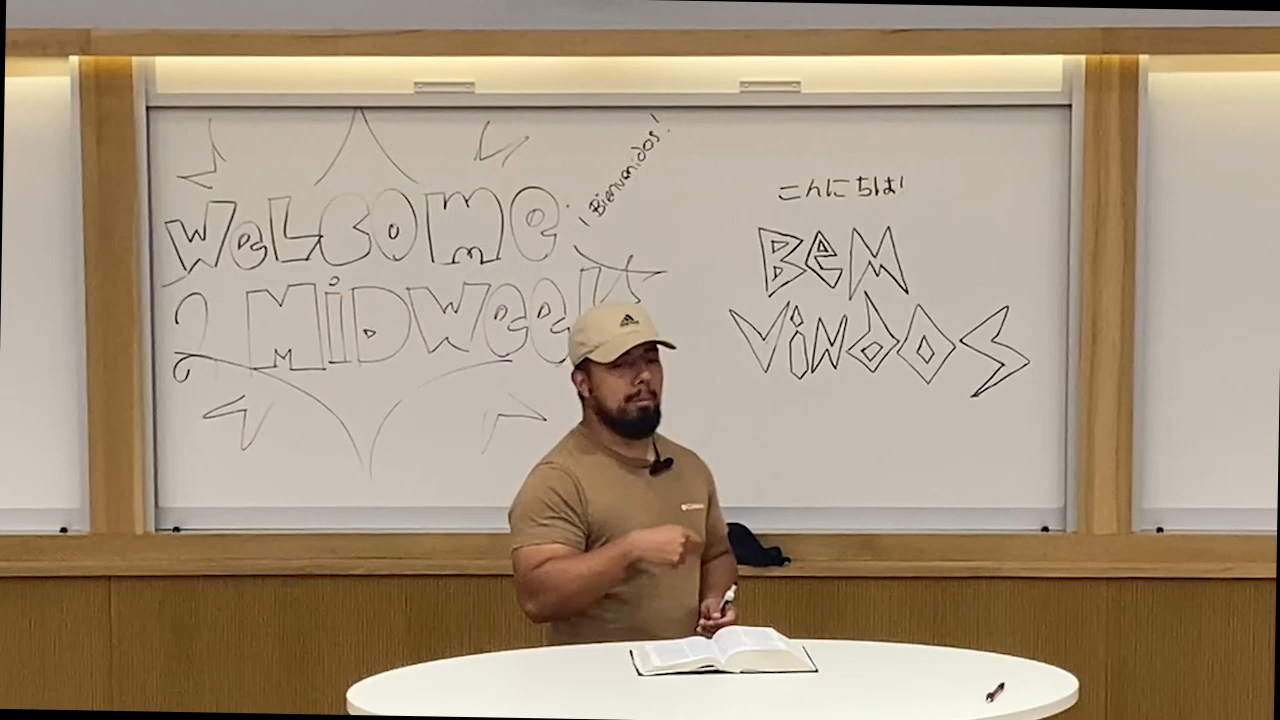 WeLCOMe
2 MiDWeeK
¡Bienvenidos!
こんにちは!
BeM
ViNdOS